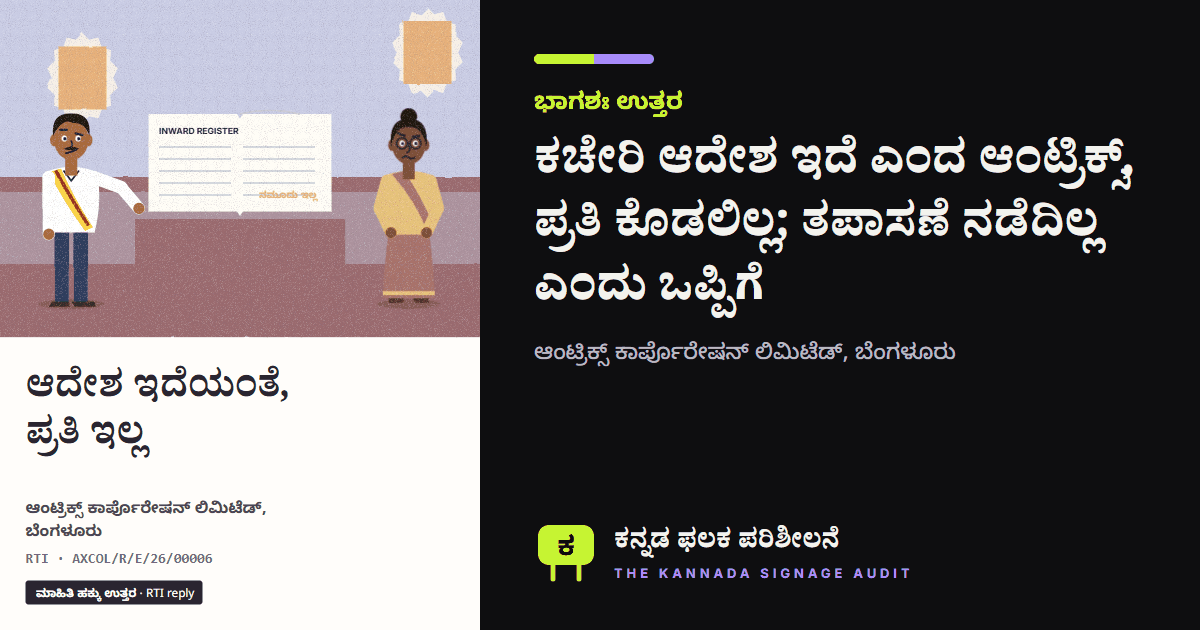 INWARD REGISTER
ನಮೂದು ಇಲ್ಲ
ಆದೇಶ ಇದೆಯಂತೆ,
ಪ್ರತಿ ಇಲ್ಲ
ಆಂಟ್ರಿಕ್ಸ್ ಕಾರ್ಪೊರೇಷನ್ ಲಿಮಿಟೆಡ್,
ಬೆಂಗಳೂರು
RTI · AXCOL/R/E/26/00006
ಮಾಹಿತಿ ಹಕ್ಕು ಉತ್ತರ · RTI reply
ಭಾಗಶಃ ಉತ್ತರ
ಕಚೇರಿ ಆದೇಶ ಇದೆ ಎಂದ ಆಂಟ್ರಿಕ್ಸ್,
ಪ್ರತಿ ಕೊಡಲಿಲ್ಲ; ತಪಾಸಣೆ ನಡೆದಿಲ್ಲ
ಎಂದು ಒಪ್ಪಿಗೆ
ಆಂಟ್ರಿಕ್ಸ್ ಕಾರ್ಪೊರೇಷನ್ ಲಿಮಿಟೆಡ್, ಬೆಂಗಳೂರು
ಕ
ಕನ್ನಡ ಫಲಕ ಪರಿಶೀಲನೆ
THE KANNADA SIGNAGE AUDIT